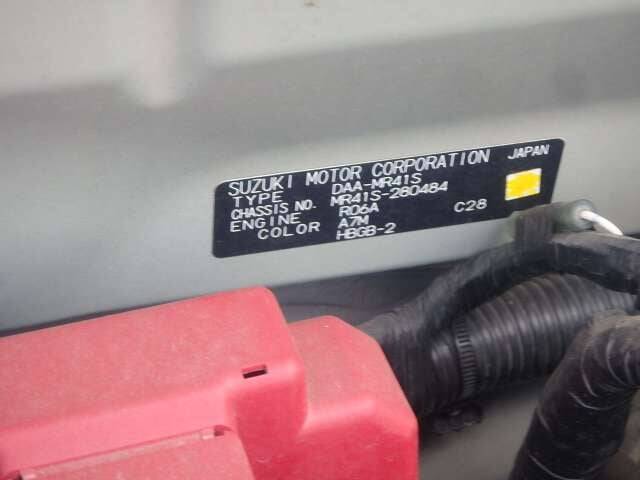 SUZUKI MOTOR CORPORATION JAPAN
TYPE DAA-MR41S
CHASSIS NO. MR41S-280484
ENGINE R06A C28
COLOR A7M
HBGB-2